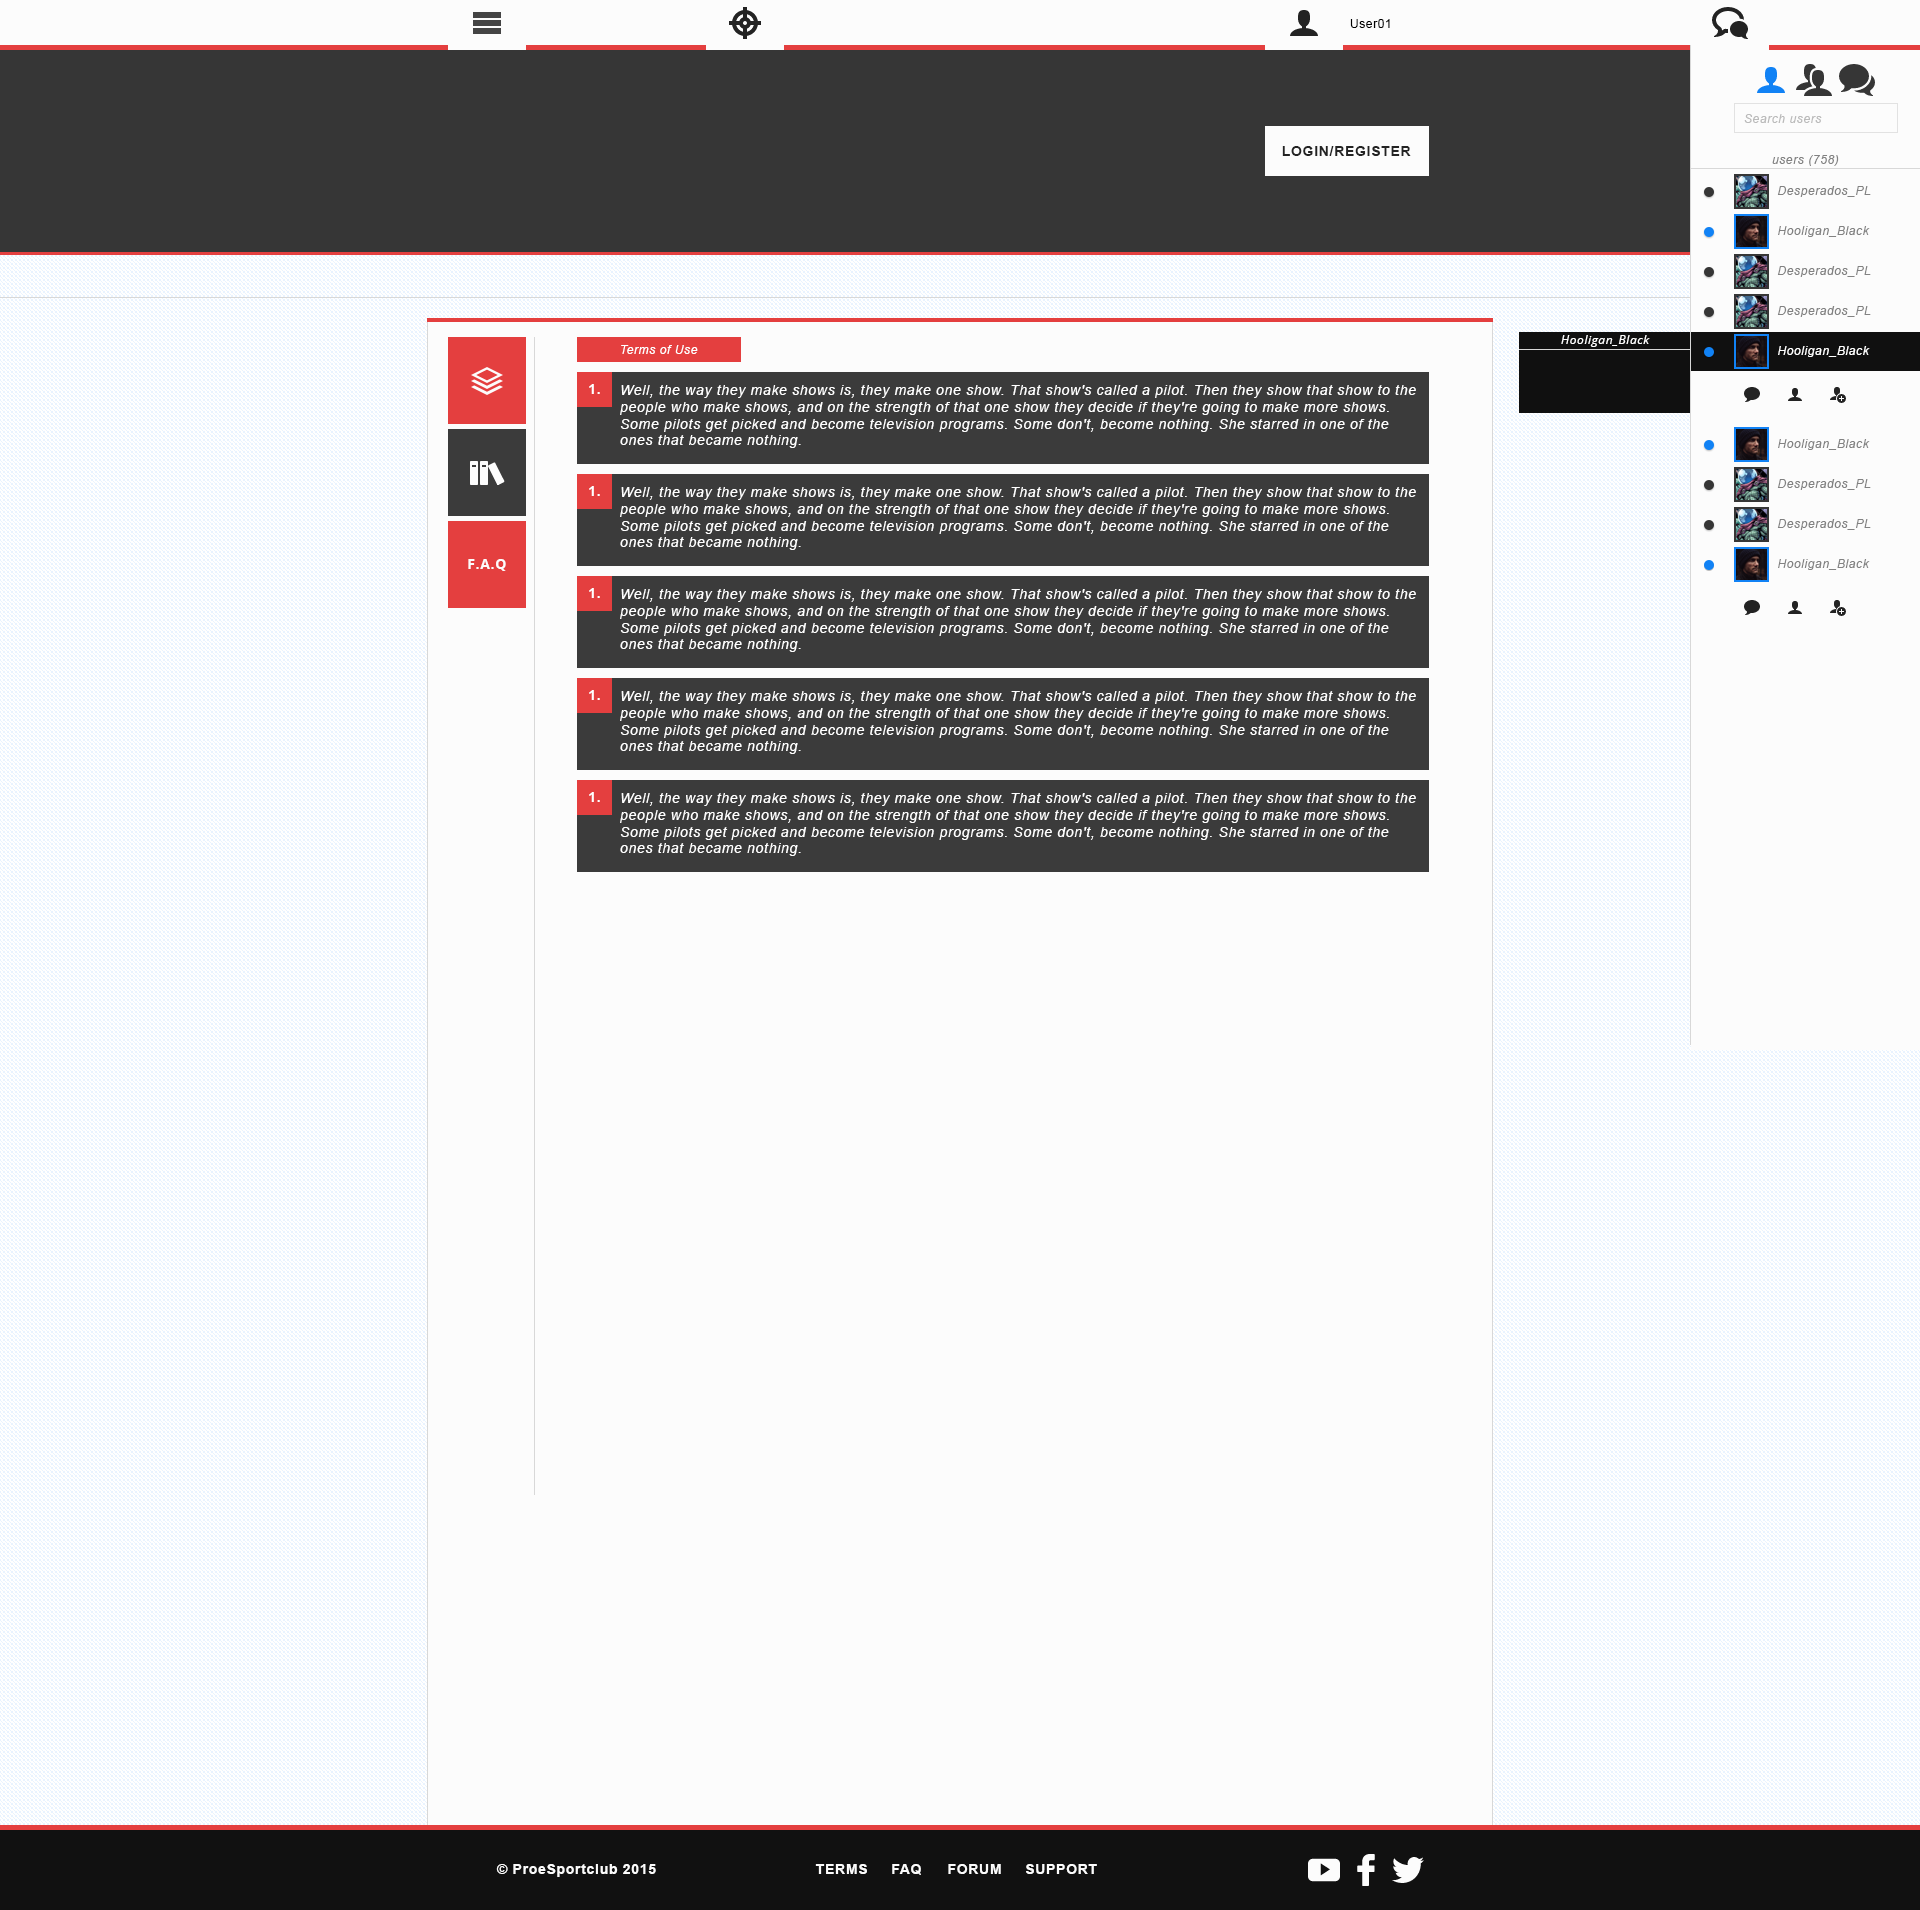 User01
LOGIN/REGISTER
Search users
users (758)
Desperados_PL
Hooligan_Black
Desperados_PL
Desperados_PL
Hooligan_Black
Hooligan_Black
Hooligan_Black
Desperados_PL
Desperados_PL
Hooligan_Black
F.A.Q
Terms of Use
1.
Well, the way they make shows is, they make one show. That show's called a pilot. Then they show that show to the
people who make shows, and on the strength of that one show they decide if they're going to make more shows.
Some pilots get picked and become television programs. Some don't, become nothing. She starred in one of the
ones that became nothing.
1.
Well, the way they make shows is, they make one show. That show's called a pilot. Then they show that show to the
people who make shows, and on the strength of that one show they decide if they're going to make more shows.
Some pilots get picked and become television programs. Some don't, become nothing. She starred in one of the
ones that became nothing.
1.
Well, the way they make shows is, they make one show. That show's called a pilot. Then they show that show to the
people who make shows, and on the strength of that one show they decide if they're going to make more shows.
Some pilots get picked and become television programs. Some don't, become nothing. She starred in one of the
ones that became nothing.
1.
Well, the way they make shows is, they make one show. That show's called a pilot. Then they show that show to the
people who make shows, and on the strength of that one show they decide if they're going to make more shows.
Some pilots get picked and become television programs. Some don't, become nothing. She starred in one of the
ones that became nothing.
1.
Well, the way they make shows is, they make one show. That show's called a pilot. Then they show that show to the
people who make shows, and on the strength of that one show they decide if they're going to make more shows.
Some pilots get picked and become television programs. Some don't, become nothing. She starred in one of the
ones that became nothing.
© ProeSportclub 2015
TERMS FAQ FORUM SUPPORT